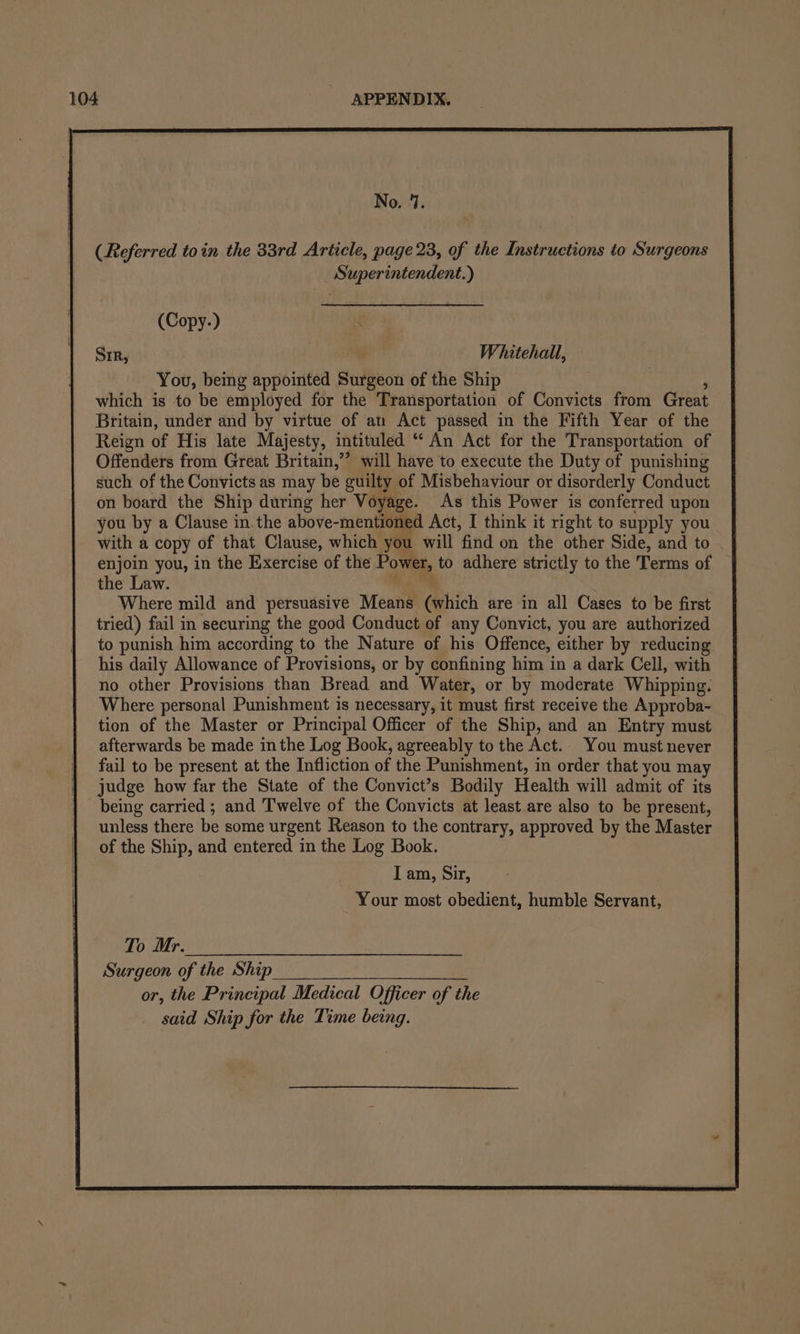 104 APPENDIX.
No. 7.
(Referred to in the 33rd Article, page 23, of the Instructions to Surgeons
Superintendent.)
(Copy.)
SIR, Whitehall,
You, being appointed Surgeon of the Ship ,
which is to be employed for the Transportation of Convicts from Great
Britain, under and by virtue of an Act passed in the Fifth Year of the
Reign of His late Majesty, intituled “ An Act for the Transportation of
Offenders from Great Britain,” will have to execute the Duty of punishing
such of the Convicts as may be guilty of Misbehaviour or disorderly Conduct
on board the Ship during her Voyage. As this Power is conferred upon
you by a Clause in the above-mentioned Act, I think it right to supply you
with a copy of that Clause, which you will find on the other Side, and to
enjoin you, in the Exercise of the Power, to adhere strictly to the Terms of
the Law.
Where mild and persuasive Means (which are in all Cases to be first
tried) fail in securing the good Conduct of any Convict, you are authorized
to punish him according to the Nature of his Offence, either by reducing
his daily Allowance of Provisions, or by confining him in a dark Cell, with
no other Provisions than Bread and Water, or by moderate Whipping.
Where personal Punishment is necessary, it must first receive the Approba-
tion of the Master or Principal Officer of the Ship, and an Entry must
afterwards be made in the Log Book, agreeably to the Act. You must never
fail to be present at the Infliction of the Punishment, in order that you may
judge how far the State of the Convict’s Bodily Health will admit of its
being carried ; and Twelve of the Convicts at least are also to be present,
unless there be some urgent Reason to the contrary, approved by the Master
of the Ship, and entered in the Log Book.
I am, Sir,
Your most obedient, humble Servant,
To Mr.
Surgeon of the Ship
or, the Principal Medical Officer of the
said Ship for the Time being.